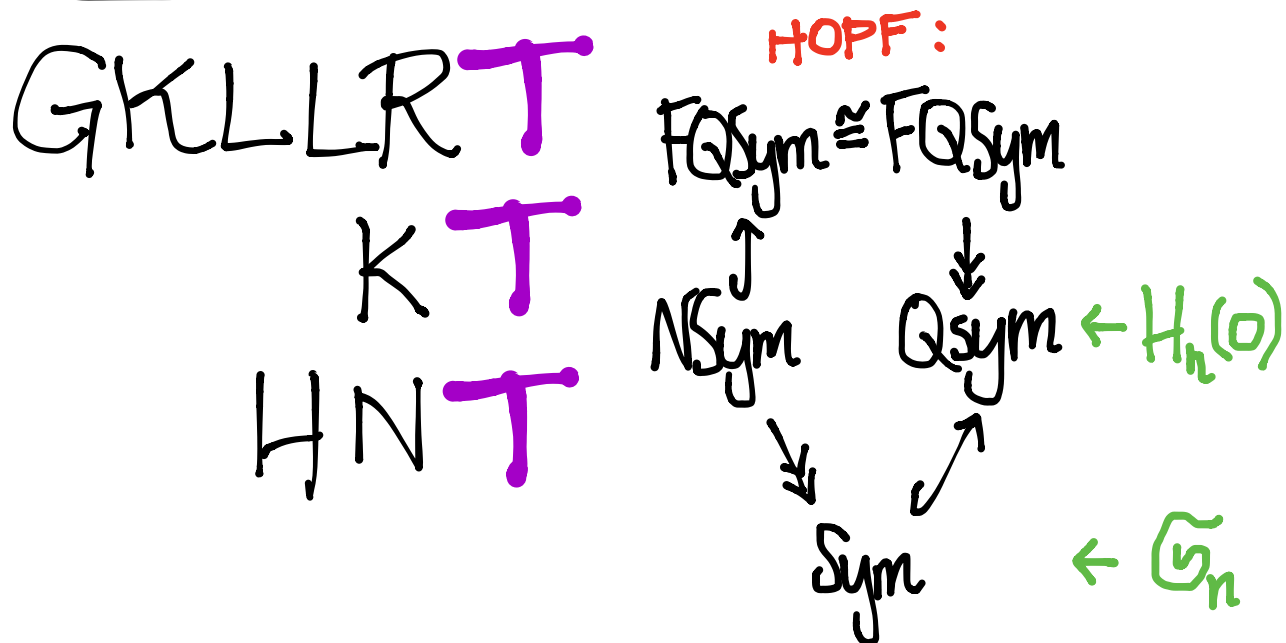 GKLLRT
KT
HNT
HOPF:
FQSym ≅ FQSym
NSym Qsym ← Hₙ(0)
Sym ← 𝔖ₙ